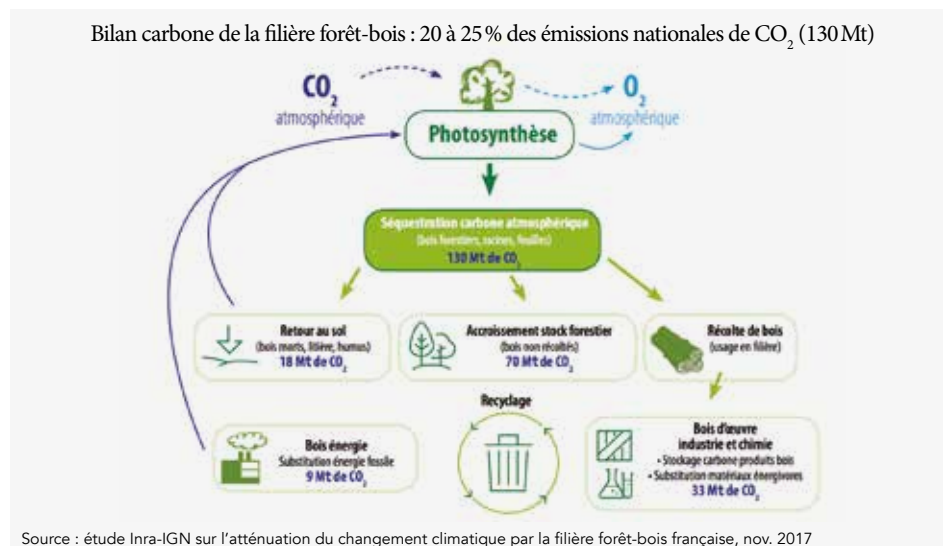 Bilan carbone de la filière forêt-bois : 20 à 25 % des émissions nationales de CO₂ (130 Mt)
CO₂
atmosphérique
O₂
atmosphérique
Photosynthèse
Séquestration carbone atmosphérique
(bois forestiers, racines, feuilles)
130 Mt de CO₂
Retour au sol
(bois morts, litière, humus)
18 Mt de CO₂
Accroissement stock forestier
(bois non récoltés)
70 Mt de CO₂
Récolte de bois
(usage en filière)
Bois énergie
Substitution énergie fossile
9 Mt de CO₂
Recyclage
Bois d'œuvre
industrie et chimie
• Stockage carbone produits bois
• Substitution matériaux énergivores
33 Mt de CO₂
Source : étude Inra-IGN sur l'atténuation du changement climatique par la filière forêt-bois française, nov. 2017